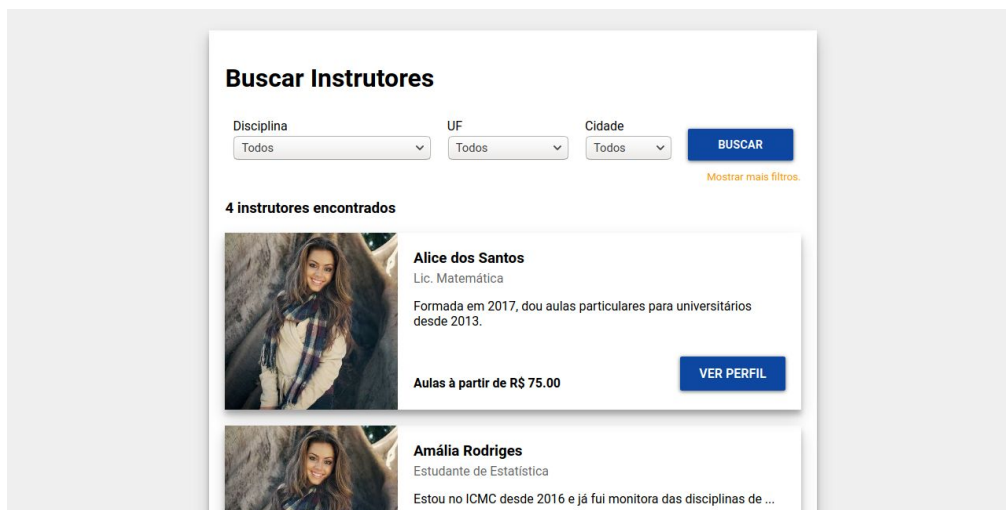 Buscar Instrutores
Disciplina UF Cidade
Todos Todos Todos BUSCAR
Mostrar mais filtros.
4 instrutores encontrados
Alice dos Santos
Lic. Matemática
Formada em 2017, dou aulas particulares para universitários
desde 2013.
Aulas à partir de R$ 75.00 VER PERFIL
Amália Rodriges
Estudante de Estatística
Estou no ICMC desde 2016 e já fui monitora das disciplinas de ...